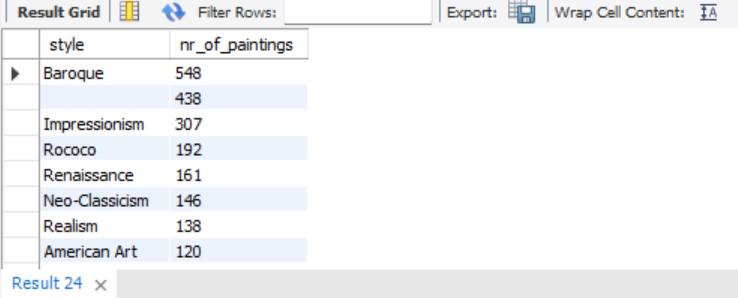 Result Grid Filter Rows: Export: Wrap Cell Content: IA
style nr_of_paintings
Baroque 548
438
Impressionism 307
Rococo 192
Renaissance 161
Neo-Classicism 146
Realism 138
American Art 120
Result 24 ×